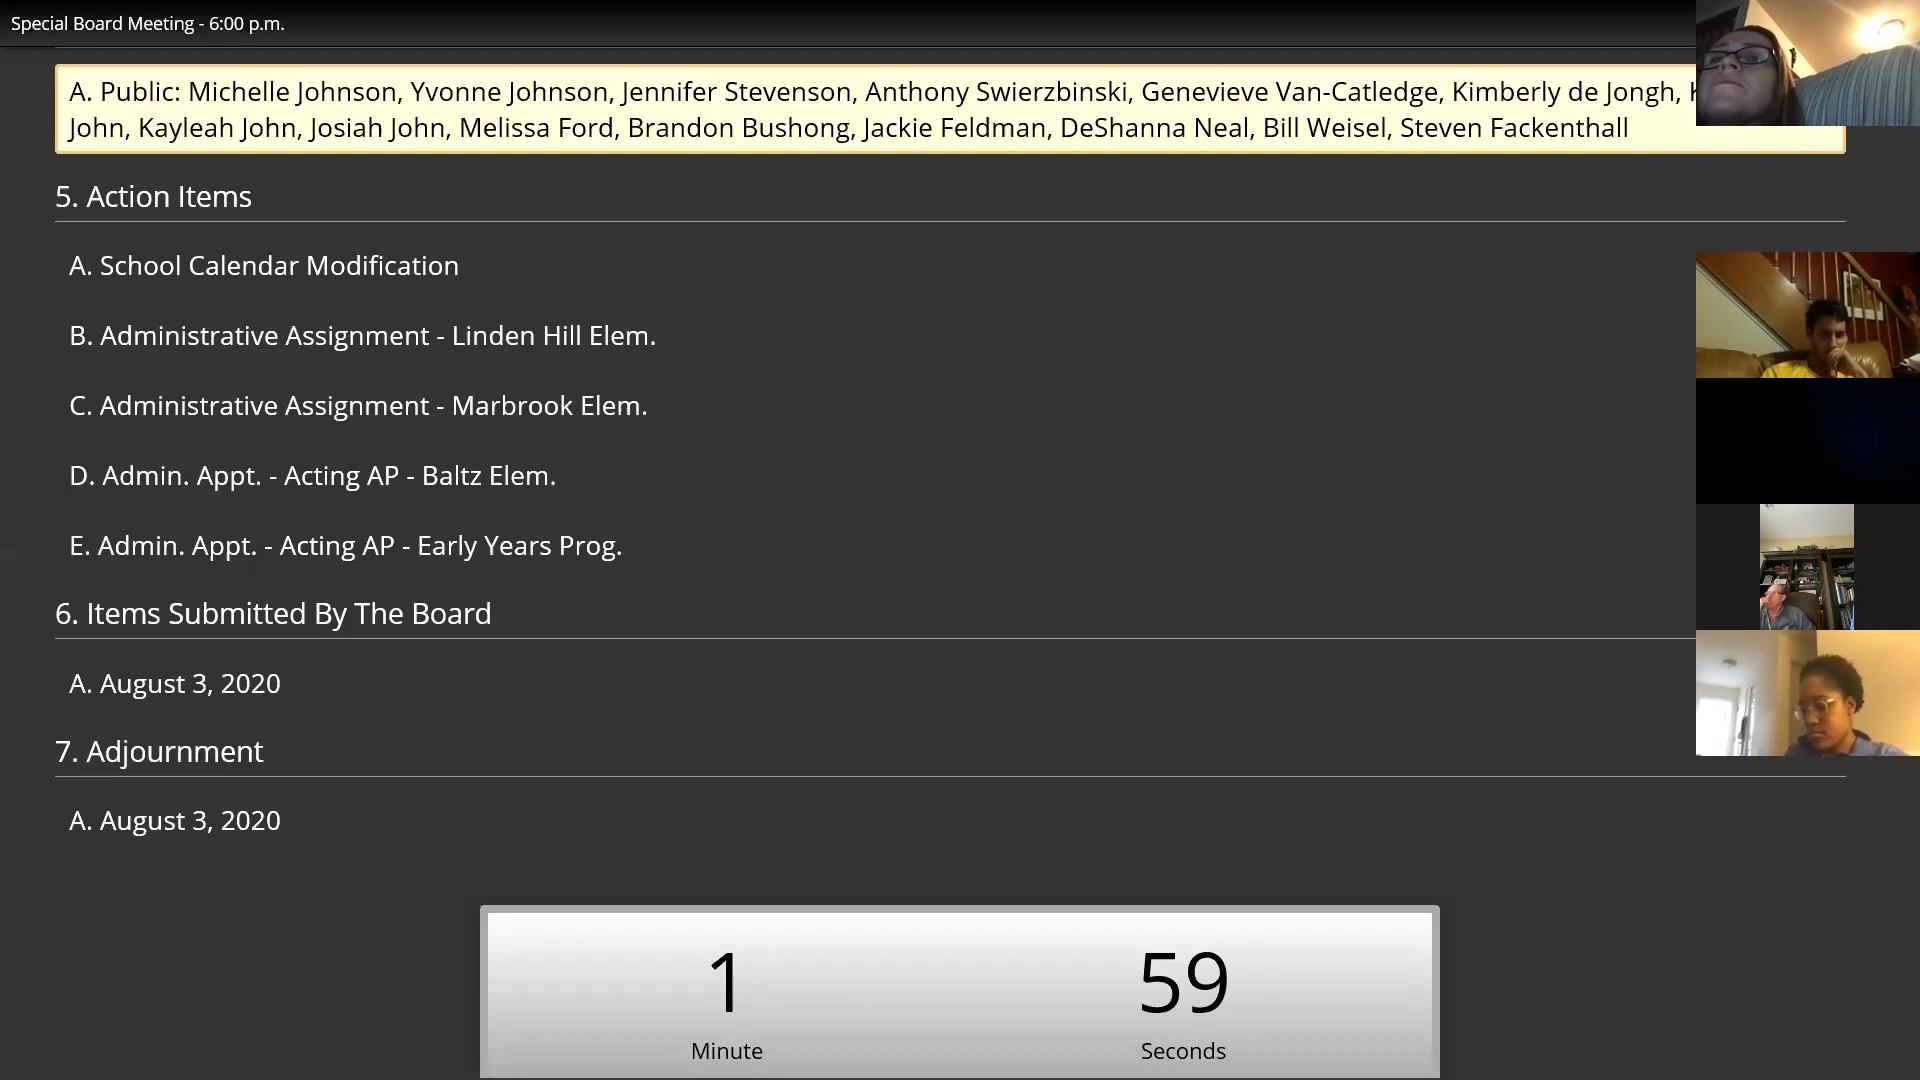 Special Board Meeting - 6:00 p.m.
A. Public: Michelle Johnson, Yvonne Johnson, Jennifer Stevenson, Anthony Swierzbinski, Genevieve Van-Catledge, Kimberly de Jongh,
John, Kayleah John, Josiah John, Melissa Ford, Brandon Bushong, Jackie Feldman, DeShanna Neal, Bill Weisel, Steven Fackenthall
5. Action Items
A. School Calendar Modification
B. Administrative Assignment - Linden Hill Elem.
C. Administrative Assignment - Marbrook Elem.
D. Admin. Appt. - Acting AP - Baltz Elem.
E. Admin. Appt. - Acting AP - Early Years Prog.
6. Items Submitted By The Board
A. August 3, 2020
7. Adjournment
A. August 3, 2020
1 59
Minute Seconds